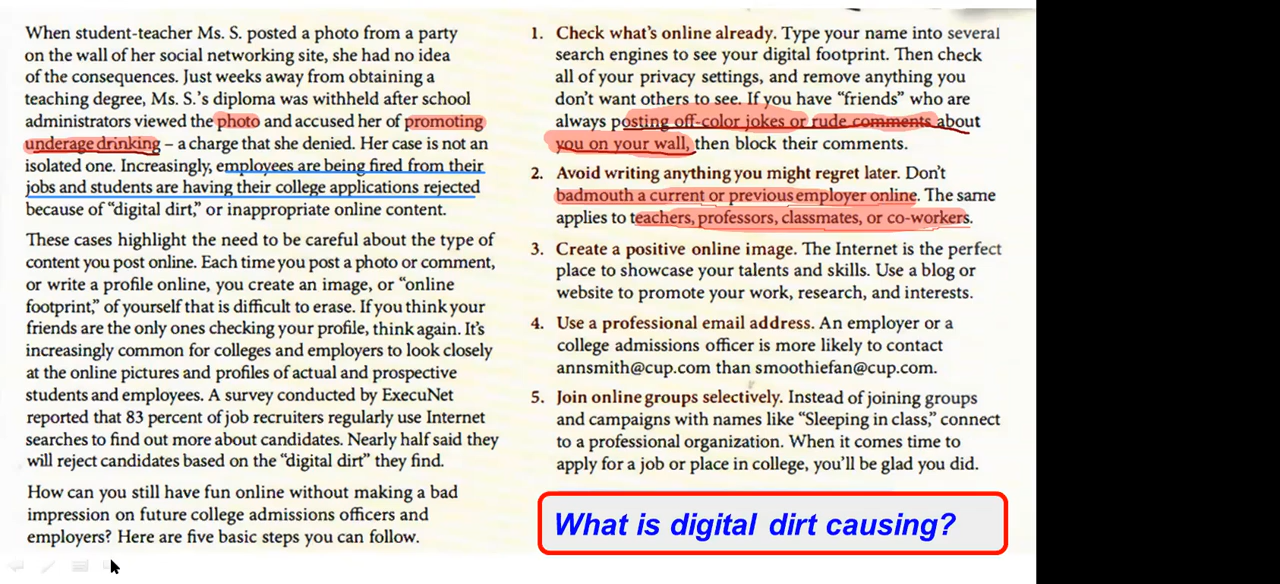 When student-teacher Ms. S. posted a photo from a party
on the wall of her social networking site, she had no idea
of the consequences. Just weeks away from obtaining a
teaching degree, Ms. S.'s diploma was withheld after school
administrators viewed the photo and accused her of promoting
underage drinking – a charge that she denied. Her case is not an
isolated one. Increasingly, employees are being fired from their
jobs and students are having their college applications rejected
because of "digital dirt," or inappropriate online content.
These cases highlight the need to be careful about the type of
content you post online. Each time you post a photo or comment,
or write a profile online, you create an image, or "online
footprint," of yourself that is difficult to erase. If you think your
friends are the only ones checking your profile, think again. It's
increasingly common for colleges and employers to look closely
at the online pictures and profiles of actual and prospective
students and employees. A survey conducted by ExecuNet
reported that 83 percent of job recruiters regularly use Internet
searches to find out more about candidates. Nearly half said they
will reject candidates based on the "digital dirt" they find.
How can you still have fun online without making a bad
impression on future college admissions officers and
employers? Here are five basic steps you can follow.
1. Check what's online already. Type your name into several
search engines to see your digital footprint. Then check
all of your privacy settings, and remove anything you
don't want others to see. If you have "friends" who are
always posting off-color jokes or rude comments about
you on your wall, then block their comments.
2. Avoid writing anything you might regret later. Don't
badmouth a current or previous employer online. The same
applies to teachers, professors, classmates, or co-workers.
3. Create a positive online image. The Internet is the perfect
place to showcase your talents and skills. Use a blog or
website to promote your work, research, and interests.
4. Use a professional email address. An employer or a
college admissions officer is more likely to contact
annsmith@cup.com than smoothiefan@cup.com.
5. Join online groups selectively. Instead of joining groups
and campaigns with names like "Sleeping in class," connect
to a professional organization. When it comes time to
apply for a job or place in college, you'll be glad you did.
What is digital dirt causing?